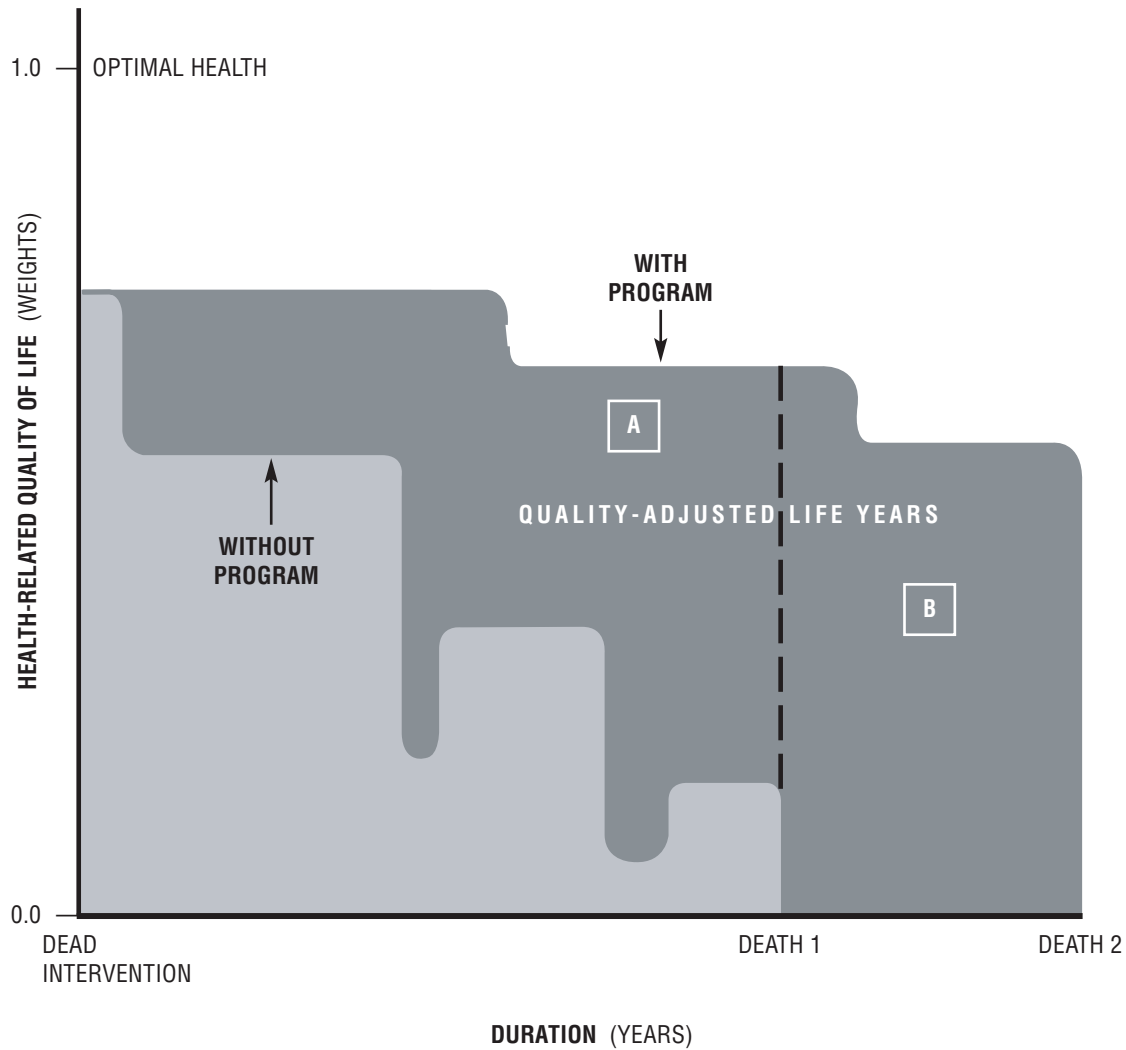 1.0
OPTIMAL HEALTH
HEALTH-RELATED QUALITY OF LIFE (WEIGHTS)
WITH
PROGRAM
A
QUALITY-ADJUSTED LIFE YEARS
WITHOUT
PROGRAM
B
0.0
DEAD
INTERVENTION
DEATH 1
DEATH 2
DURATION (YEARS)